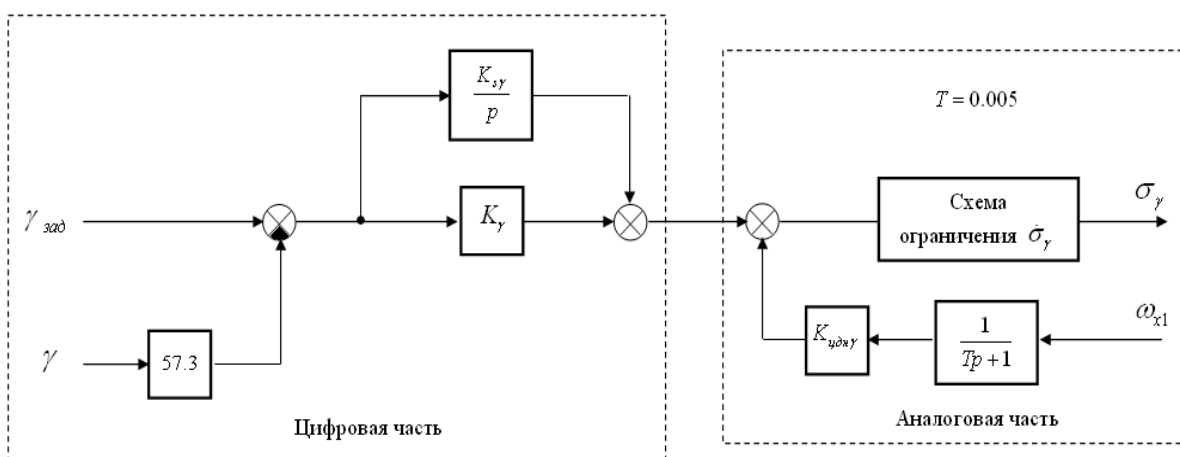 K_{sγ}
p
T = 0.005
γ_{зад}
K_γ
Схема
ограничения σ̇_γ
σ_γ
γ
57.3
K_{цднγ}
1
Tp + 1
ω_{x1}
Цифровая часть
Аналоговая часть